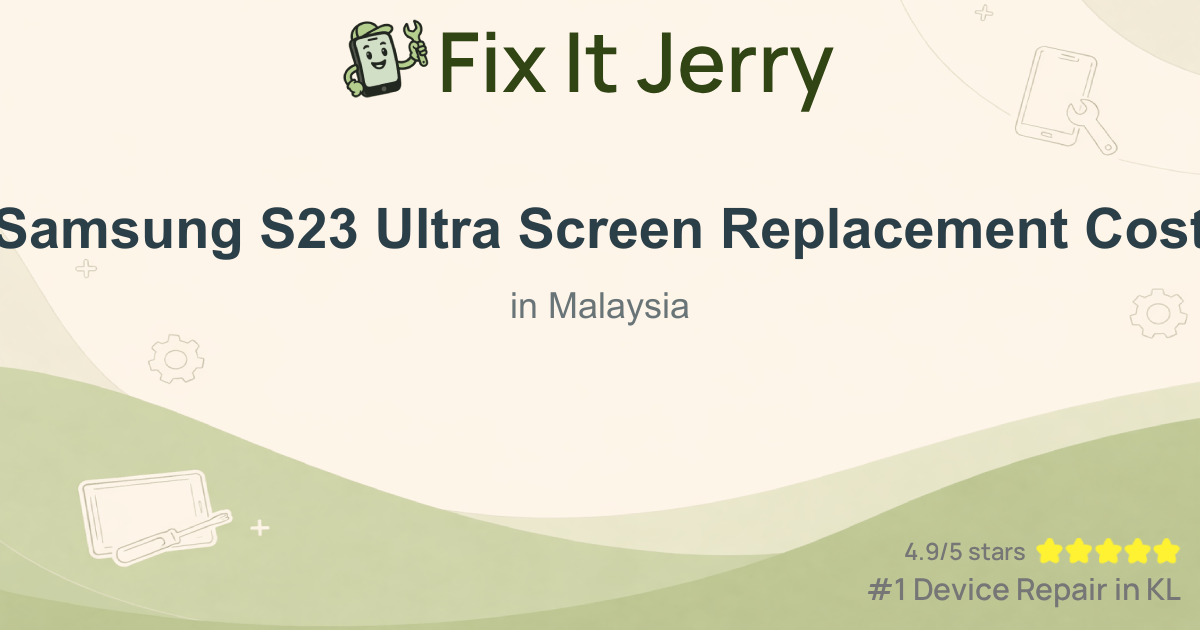 Fix It Jerry
Samsung S23 Ultra Screen Replacement Cost
in Malaysia
4.9/5 stars
#1 Device Repair in KL